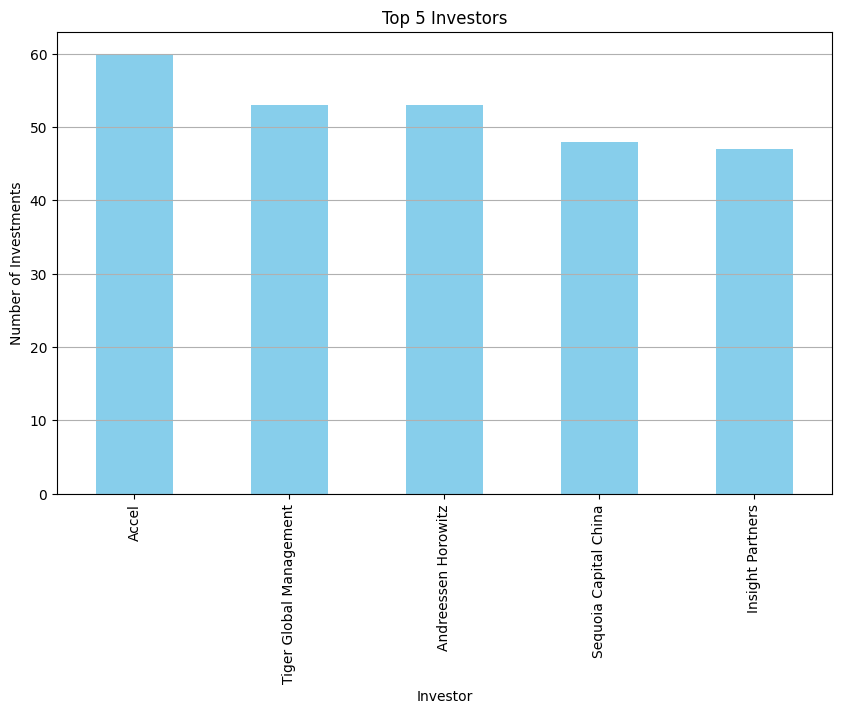 Top 5 Investors
Number of Investments
60
50
40
30
20
10
0
Accel
Tiger Global Management
Andreessen Horowitz
Sequoia Capital China
Insight Partners
Investor